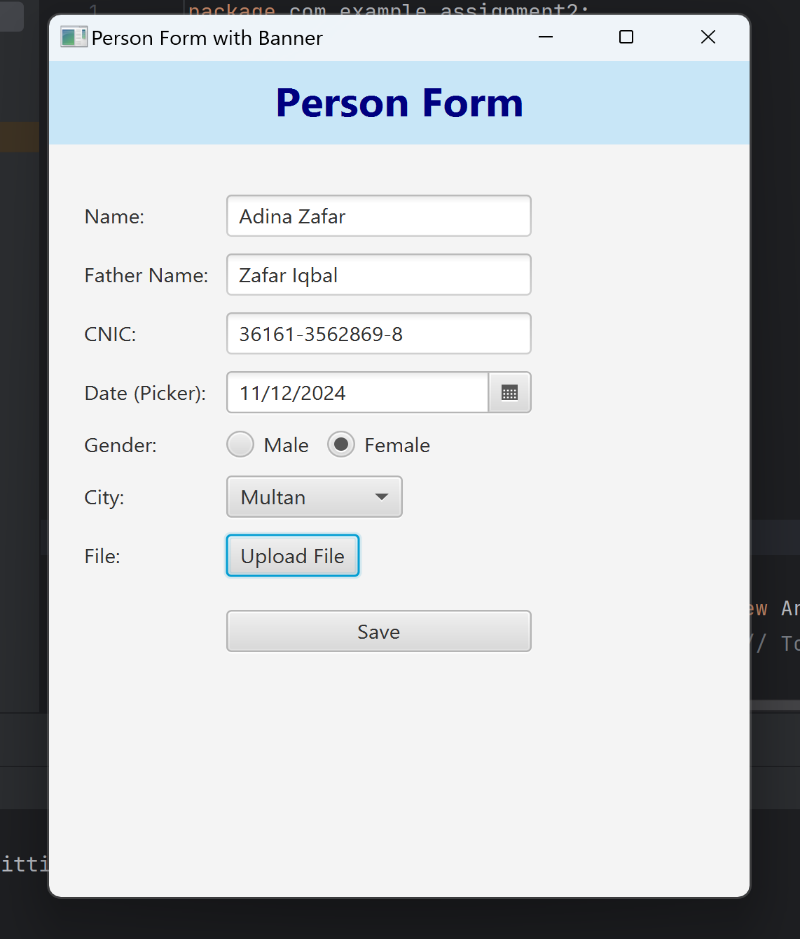 1 package com.example.assignment2;
Person Form with Banner
Person Form
Name: Adina Zafar
Father Name: Zafar Iqbal
CNIC: 36161-3562869-8
Date (Picker): 11/12/2024
Gender: Male Female
City: Multan
File: Upload File
ew Ar
Save
// To
itti